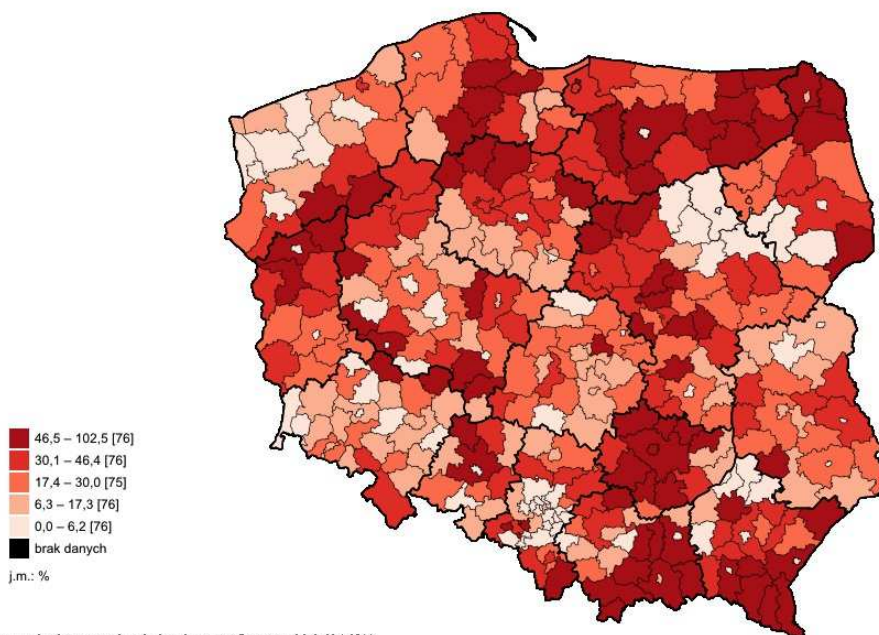 46,5 – 102,5 [76]
30,1 – 46,4 [76]
17,4 – 30,0 [75]
6,3 – 17,3 [76]
0,0 – 6,2 [76]
brak danych
j.m.: %